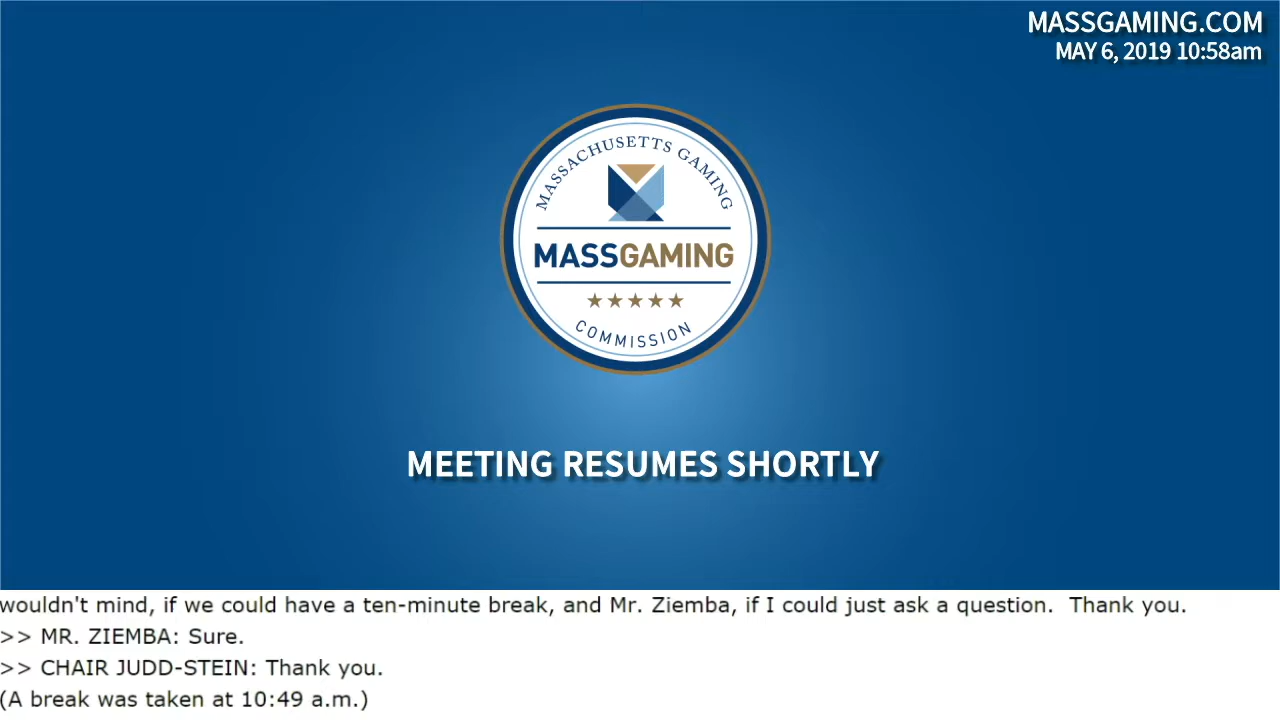 MASSGAMING.COM
MAY 6, 2019 10:58am
MASSACHUSETTS GAMING
MASSGAMING
COMMISSION
MEETING RESUMES SHORTLY
wouldn't mind, if we could have a ten-minute break, and Mr. Ziemba, if I could just ask a question.  Thank you.
>> MR. ZIEMBA: Sure.
>> CHAIR JUDD-STEIN: Thank you.
(A break was taken at 10:49 a.m.)